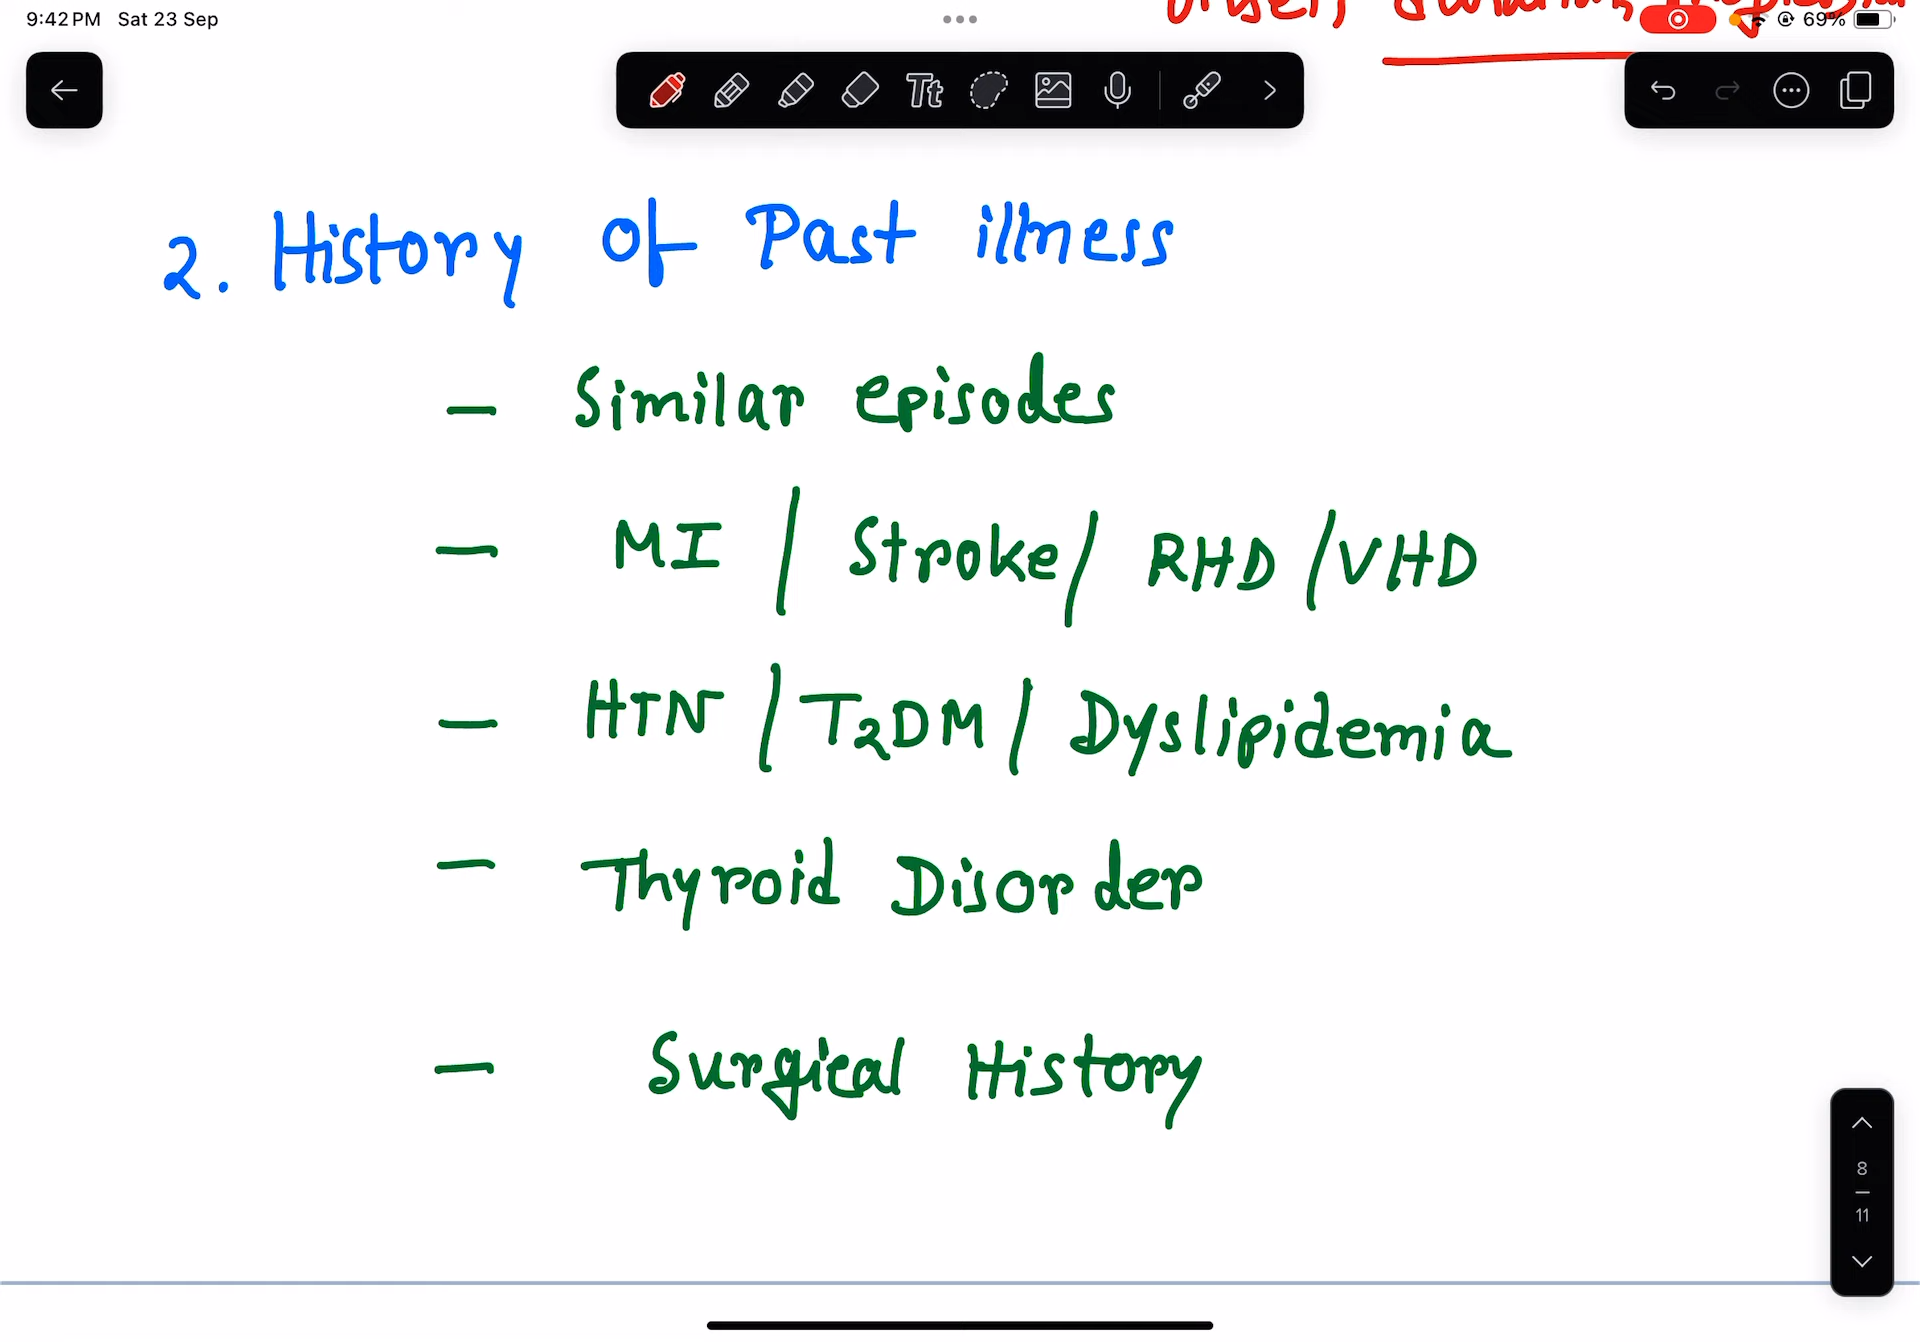 9:42 PM Sat 23 Sep
69%
Tt
2. History of Past illness
— Similar episodes
— MI / Stroke / RHD / VHD
— HTN / T2DM / Dyslipidemia
— Thyroid Disorder
— Surgical History
8
11